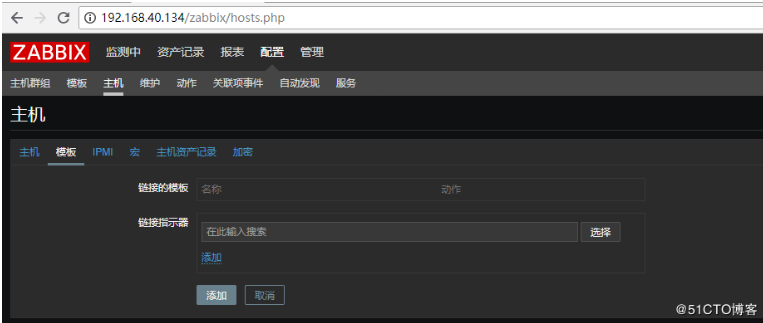 192.168.40.134/zabbix/hosts.php
ZABBIX 监测中 资产记录 报表 配置 管理
主机群组 模板 主机 维护 动作 关联项事件 自动发现 服务
主机
主机 模板 IPMI 宏 主机资产记录 加密
链接的模板 名称 动作
链接指示器
在此输入搜索 选择
添加
添加 取消
@51CTO博客